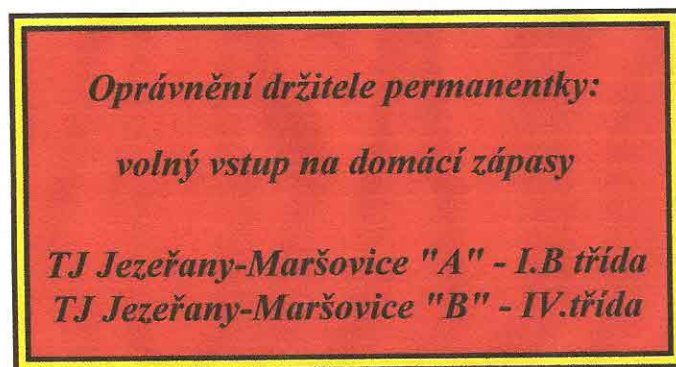 Oprávnění držitele permanentky:
volný vstup na domácí zápasy
TJ Jezeřany-Maršovice "A" - I.B třída
TJ Jezeřany-Maršovice "B" - IV.třída